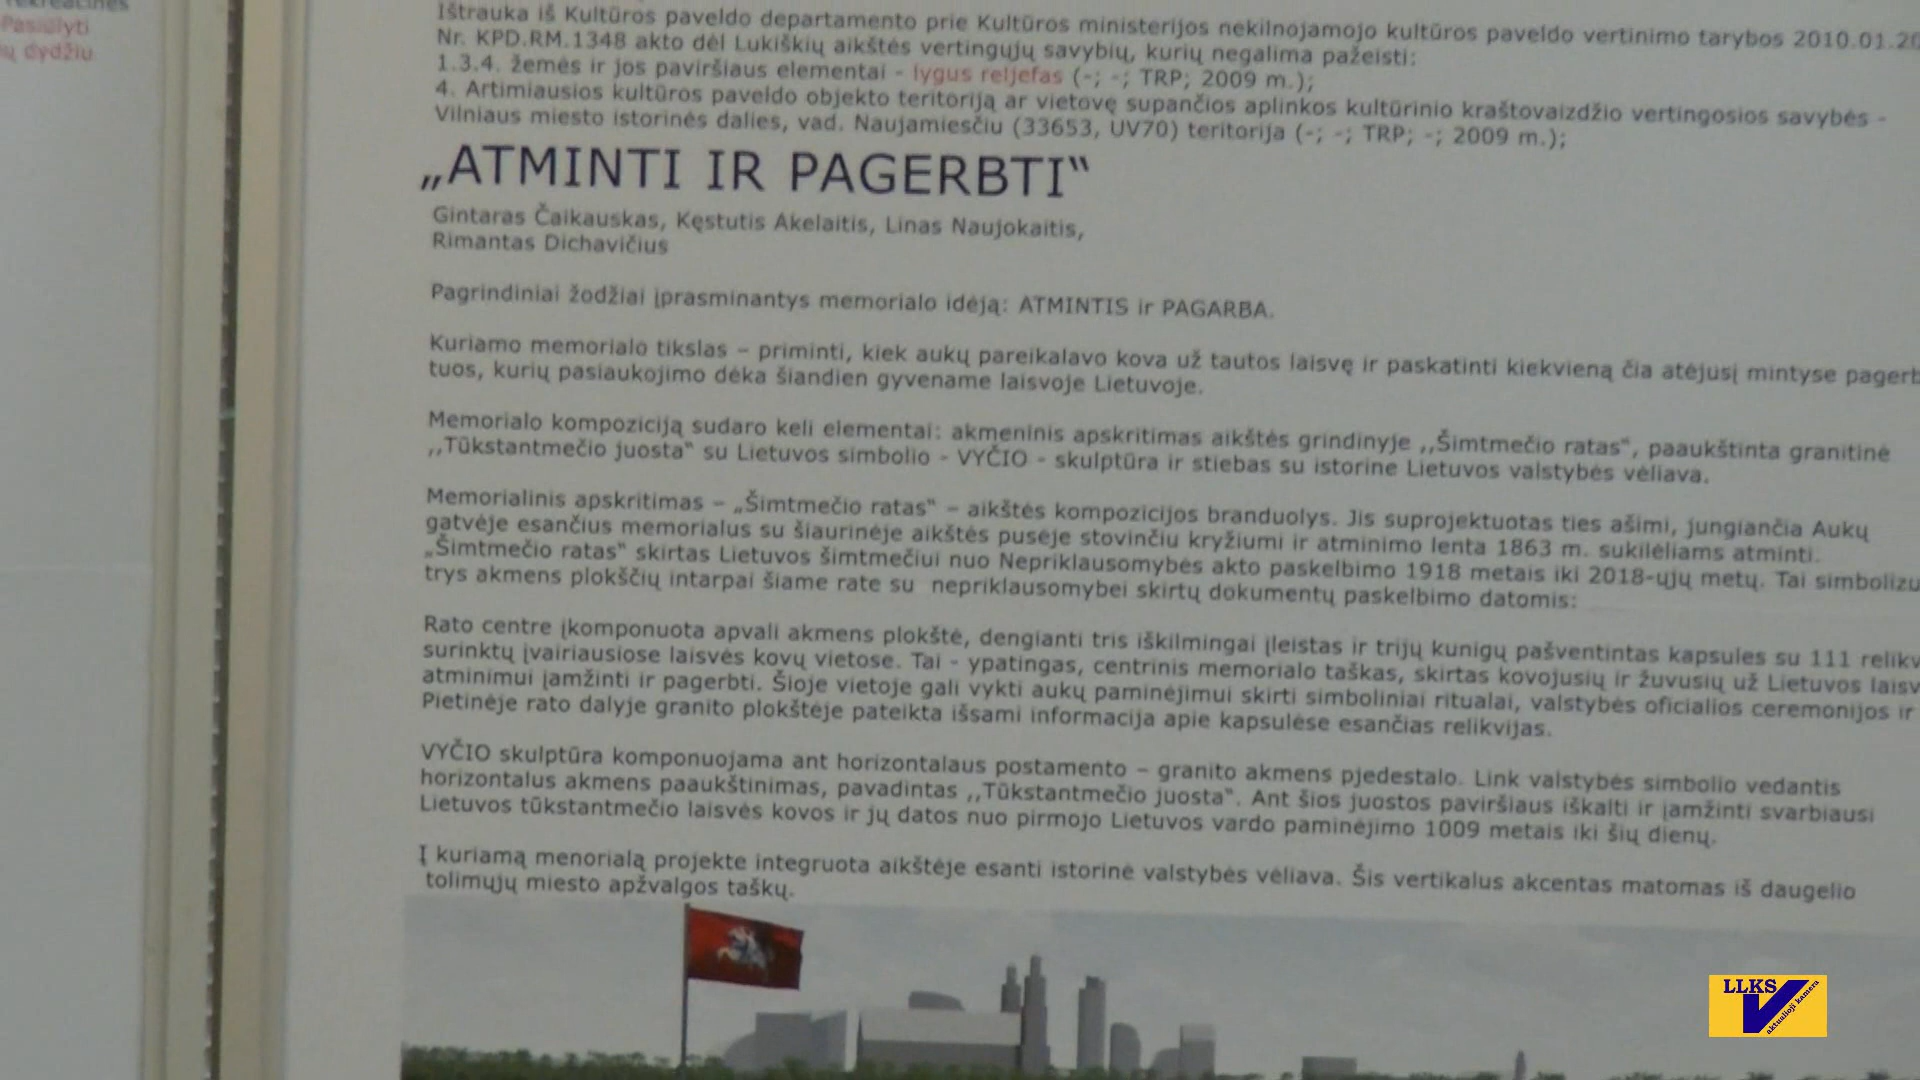 Pasiūlyti
ių dydžiu
Ištrauka iš Kultūros paveldo departamento prie Kultūros ministerijos nekilnojamojo kultūros paveldo vertinimo tarybos 2010.01.20
Nr. KPD.RM.1348 akto dėl Lukiškių aikštės vertingųjų savybių, kurių negalima pažeisti:
1.3.4. žemės ir jos paviršiaus elementai - lygus reljefas (-; -; TRP; 2009 m.);
4. Artimiausios kultūros paveldo objekto teritoriją ar vietovę supančios aplinkos kultūrinio kraštovaizdžio vertingosios savybės -
Vilniaus miesto istorinės dalies, vad. Naujamiesčiu (33653, UV70) teritorija (-; -; TRP; -; 2009 m.);
„ATMINTI IR PAGERBTI“
Gintaras Čaikauskas, Kęstutis Akelaitis, Linas Naujokaitis,
Rimantas Dichavičius
Pagrindiniai žodžiai įprasminantys memorialo idėją: ATMINTIS ir PAGARBA.
Kuriamo memorialo tikslas – priminti, kiek aukų pareikalavo kova už tautos laisvę ir paskatinti kiekvieną čia atėjusį mintyse pagerb
tuos, kurių pasiaukojimo dėka šiandien gyvename laisvoje Lietuvoje.
Memorialo kompoziciją sudaro keli elementai: akmeninis apskritimas aikštės grindinyje ,,Šimtmečio ratas“, paaukštinta granitinė
,,Tūkstantmečio juosta“ su Lietuvos simbolio - VYČIO - skulptūra ir stiebas su istorine Lietuvos valstybės vėliava.
Memorialinis apskritimas – „Šimtmečio ratas“ – aikštės kompozicijos branduolys. Jis suprojektuotas ties ašimi, jungiančia Aukų
gatvėje esančius memorialus su šiaurinėje aikštės pusėje stovinčiu kryžiumi ir atminimo lenta 1863 m. sukilėliams atminti.
„Šimtmečio ratas“ skirtas Lietuvos šimtmečiui nuo Nepriklausomybės akto paskelbimo 1918 metais iki 2018-ųjų metų. Tai simbolizu
trys akmens plokščių intarpai šiame rate su  nepriklausomybei skirtų dokumentų paskelbimo datomis:
Rato centre įkomponuota apvali akmens plokštė, dengianti tris iškilmingai įleistas ir trijų kunigų pašventintas kapsules su 111 relikv
surinktų įvairiausiose laisvės kovų vietose. Tai - ypatingas, centrinis memorialo taškas, skirtas kovojusių ir žuvusių už Lietuvos laisv
atminimui įamžinti ir pagerbti. Šioje vietoje gali vykti aukų paminėjimui skirti simboliniai ritualai, valstybės oficialios ceremonijos ir
Pietinėje rato dalyje granito plokštėje pateikta išsami informacija apie kapsulėse esančias relikvijas.
VYČIO skulptūra komponuojama ant horizontalaus postamento – granito akmens pjedestalo. Link valstybės simbolio vedantis
horizontalus akmens paaukštinimas, pavadintas ,,Tūkstantmečio juosta“. Ant šios juostos paviršiaus iškalti ir įamžinti svarbiausi
Lietuvos tūkstantmečio laisvės kovos ir jų datos nuo pirmojo Lietuvos vardo paminėjimo 1009 metais iki šių dienų.
Į kuriamą menorialą projekte integruota aikštėje esanti istorinė valstybės vėliava. Šis vertikalus akcentas matomas iš daugelio
tolimųjų miesto apžvalgos taškų.
LLKS
aktualioji kamera